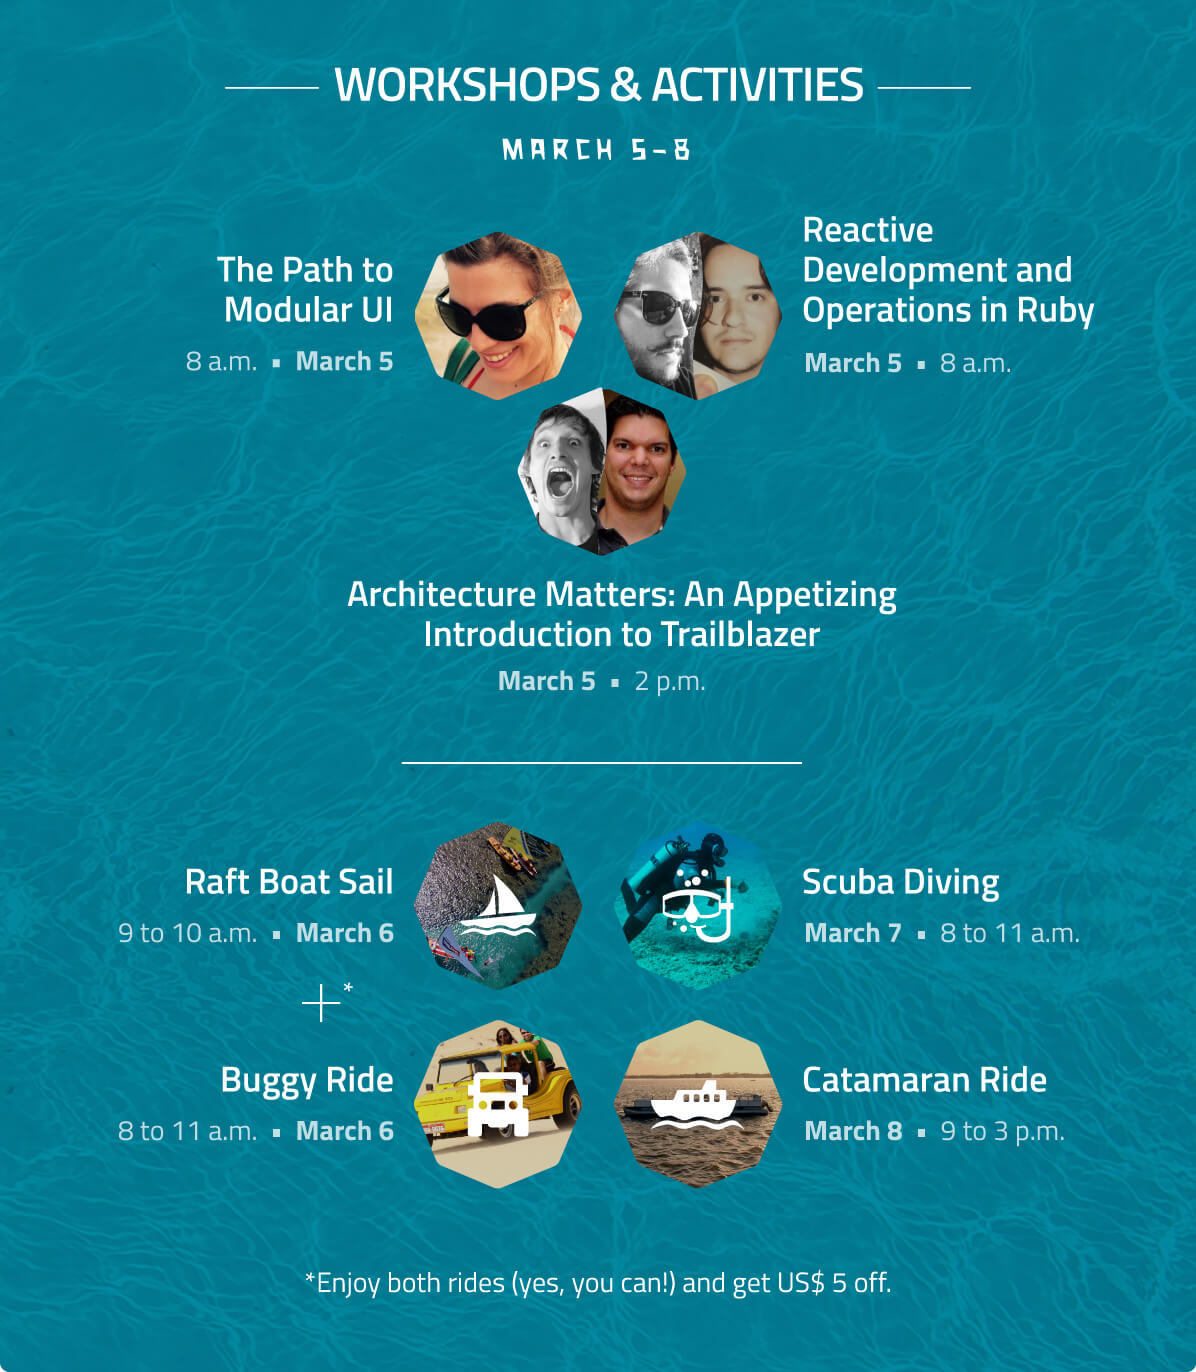 WORKSHOPS & ACTIVITIES
MARCH 5-8
The Path to
Modular UI
8 a.m. ▪ March 5
Reactive
Development and
Operations in Ruby
March 5 ▪ 8 a.m.
Architecture Matters: An Appetizing
Introduction to Trailblazer
March 5 ▪ 2 p.m.
Raft Boat Sail
9 to 10 a.m. ▪ March 6
Scuba Diving
March 7 ▪ 8 to 11 a.m.
+*
Buggy Ride
8 to 11 a.m. ▪ March 6
Catamaran Ride
March 8 ▪ 9 to 3 p.m.
*Enjoy both rides (yes, you can!) and get US$ 5 off.